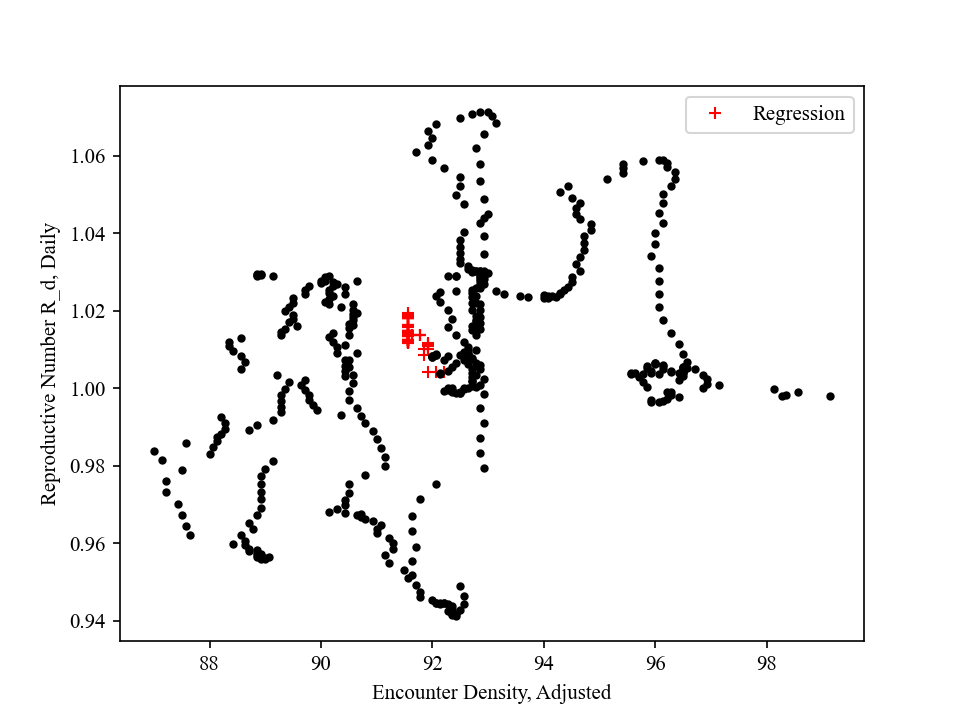 Regression
1.06
1.04
1.02
1.00
0.98
0.96
0.94
Reproductive Number R_d, Daily
88 90 92 94 96 98
Encounter Density, Adjusted